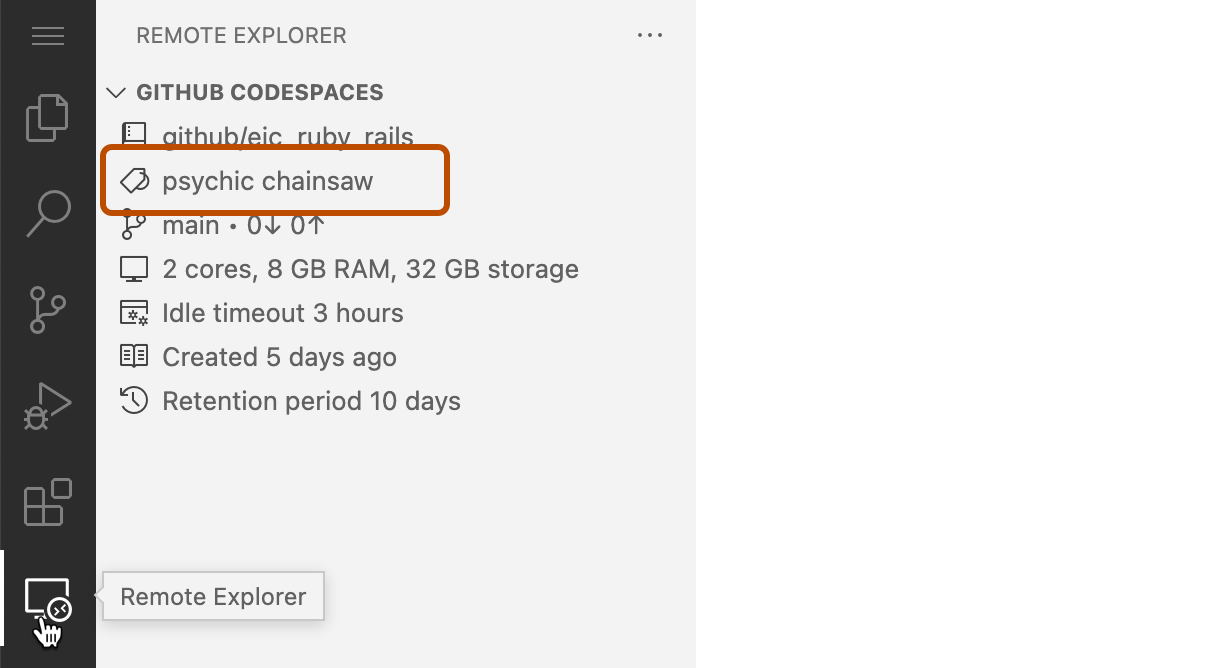 REMOTE EXPLORER
GITHUB CODESPACES
github/eic_ruby_rails
psychic chainsaw
main • 0↓ 0↑
2 cores, 8 GB RAM, 32 GB storage
Idle timeout 3 hours
Created 5 days ago
Retention period 10 days
Remote Explorer